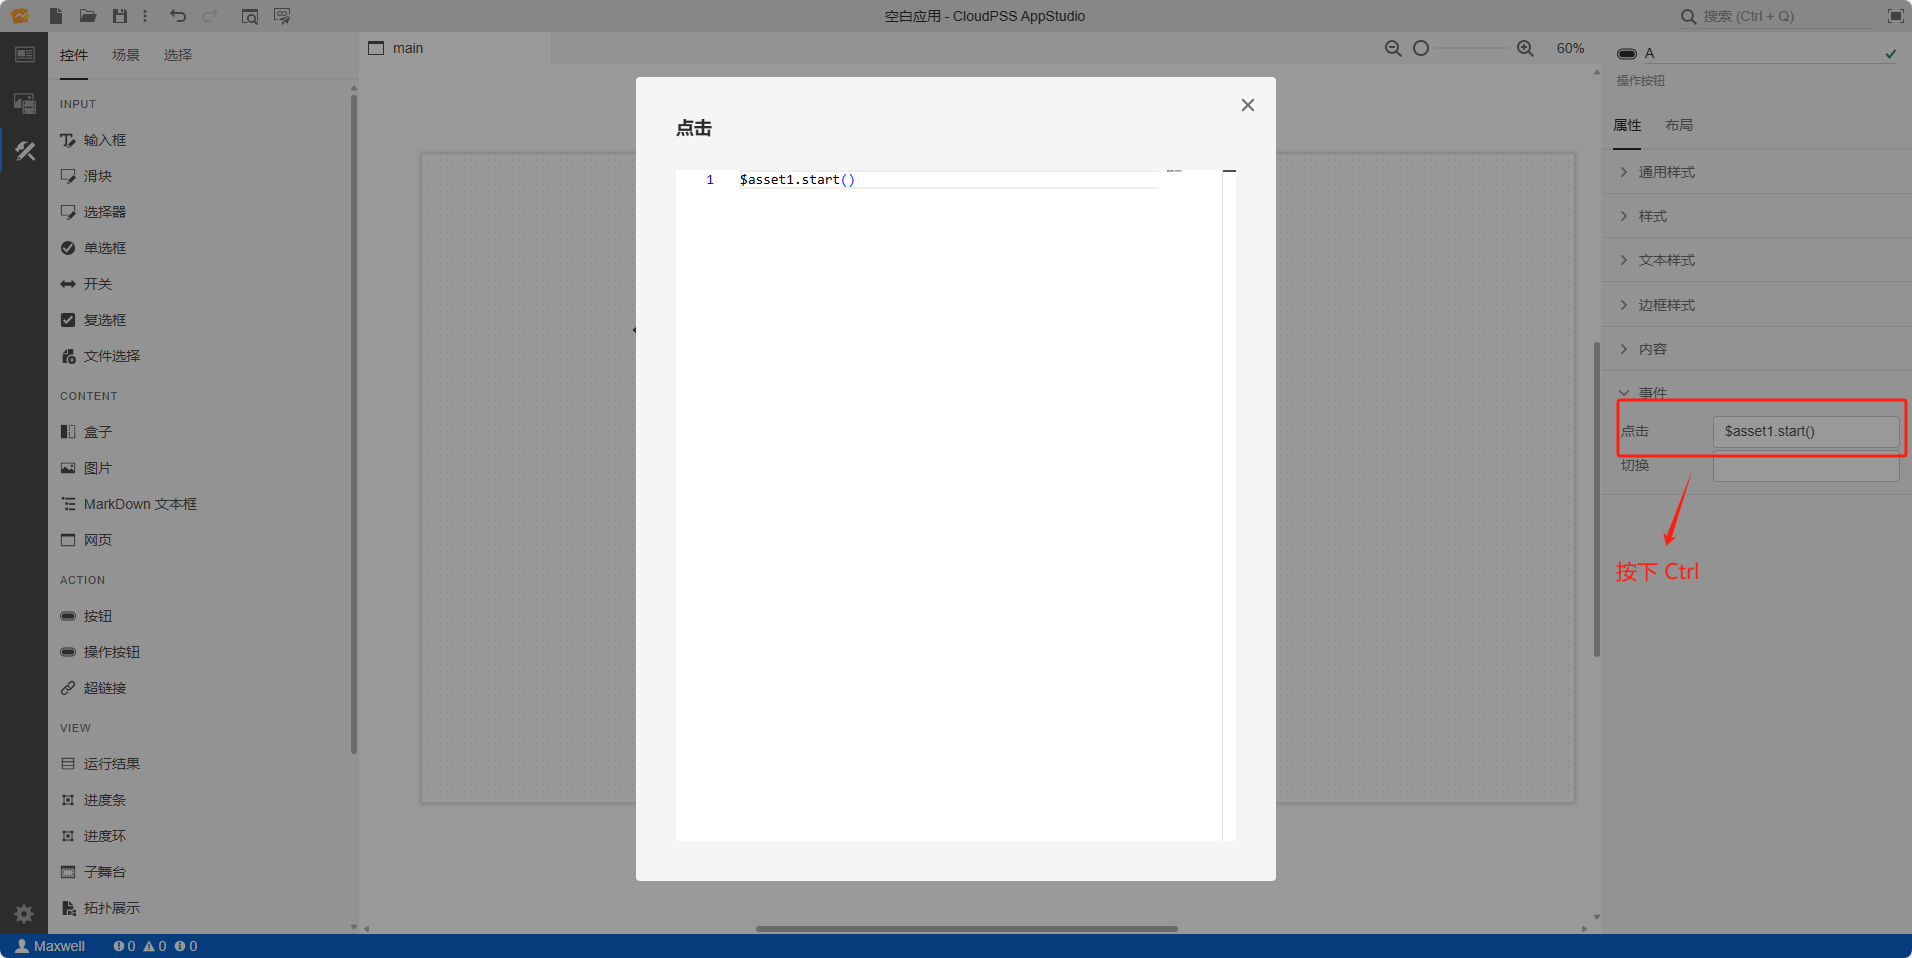 空白应用 - CloudPSS AppStudio
搜索 (Ctrl + Q)
控件 场景 选择
INPUT
输入框
滑块
选择器
单选框
开关
复选框
文件选择
CONTENT
盒子
图片
MarkDown 文本框
网页
ACTION
按钮
操作按钮
超链接
VIEW
运行结果
进度条
进度环
子舞台
拓扑展示
main
60%
点击
1 $asset1.start()
A
操作按钮
属性 布局
通用样式
样式
文本样式
边框样式
内容
事件
点击 $asset1.start()
切换
按下 Ctrl
Maxwell 0 0 0